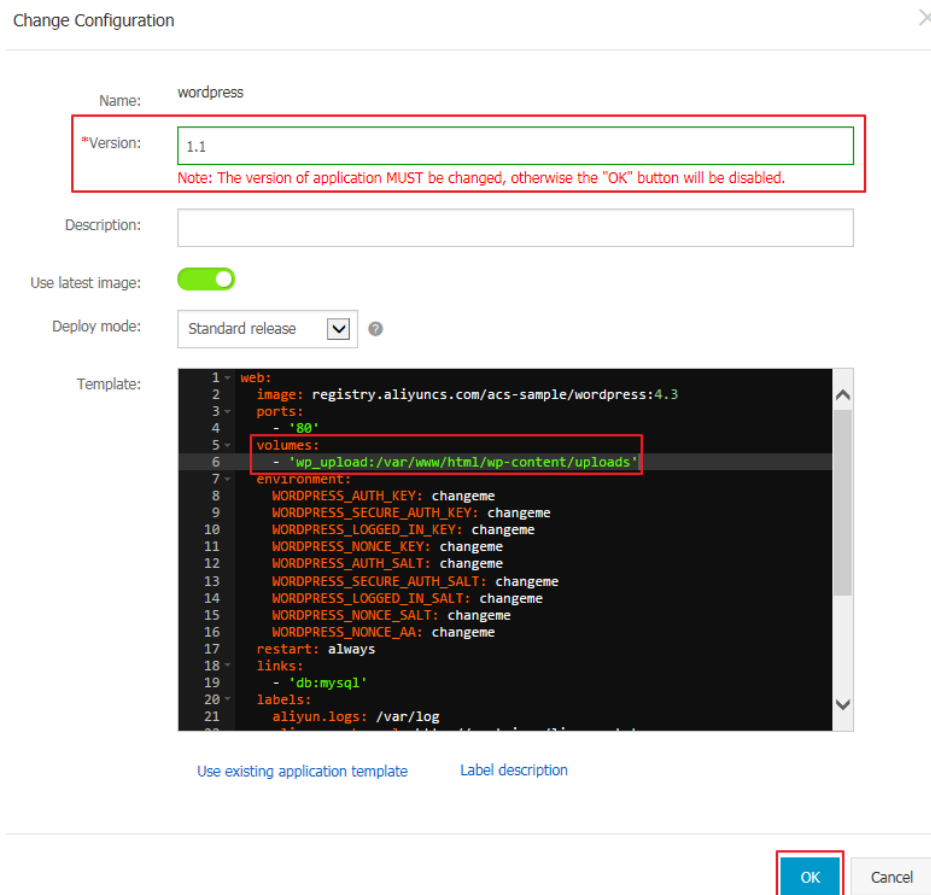 Change Configuration
Name: wordpress
*Version: 1.1
Note: The version of application MUST be changed, otherwise the "OK" button will be disabled.
Description:
Use latest image:
Deploy mode: Standard release
Template:
1 web:
2 image: registry.aliyuncs.com/acs-sample/wordpress:4.3
3 ports:
4 - '80'
5 volumes:
6 - 'wp_upload:/var/www/html/wp-content/uploads'
7 environment:
8 WORDPRESS_AUTH_KEY: changeme
9 WORDPRESS_SECURE_AUTH_KEY: changeme
10 WORDPRESS_LOGGED_IN_KEY: changeme
11 WORDPRESS_NONCE_KEY: changeme
12 WORDPRESS_AUTH_SALT: changeme
13 WORDPRESS_SECURE_AUTH_SALT: changeme
14 WORDPRESS_LOGGED_IN_SALT: changeme
15 WORDPRESS_NONCE_SALT: changeme
16 WORDPRESS_NONCE_AA: changeme
17 restart: always
18 links:
19 - 'db:mysql'
20 labels:
21 aliyun.logs: /var/log
Use existing application template Label description
OK Cancel